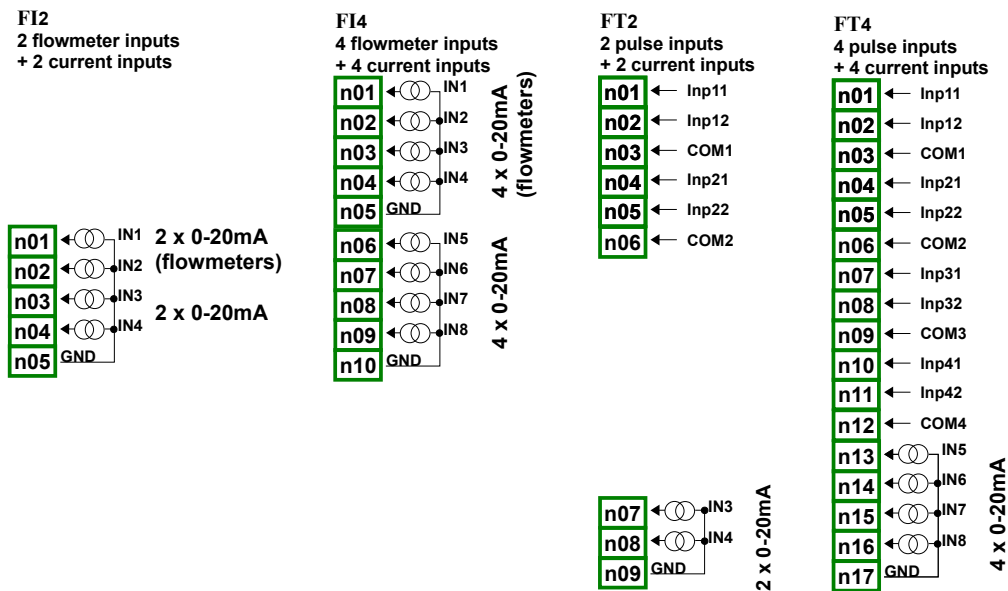 FI2
2 flowmeter inputs
+ 2 current inputs
n01 IN1
n02 IN2
n03 IN3
n04 IN4
n05 GND
2 x 0-20mA
(flowmeters)
2 x 0-20mA
FI4
4 flowmeter inputs
+ 4 current inputs
n01 IN1
n02 IN2
n03 IN3
n04 IN4
n05 GND
4 x 0-20mA
(flowmeters)
n06 IN5
n07 IN6
n08 IN7
n09 IN8
n10 GND
4 x 0-20mA
FT2
2 pulse inputs
+ 2 current inputs
n01 Inp11
n02 Inp12
n03 COM1
n04 Inp21
n05 Inp22
n06 COM2
n07 IN3
n08 IN4
n09 GND
2 x 0-20mA
FT4
4 pulse inputs
+ 4 current inputs
n01 Inp11
n02 Inp12
n03 COM1
n04 Inp21
n05 Inp22
n06 COM2
n07 Inp31
n08 Inp32
n09 COM3
n10 Inp41
n11 Inp42
n12 COM4
n13 IN5
n14 IN6
n15 IN7
n16 IN8
n17 GND
4 x 0-20mA